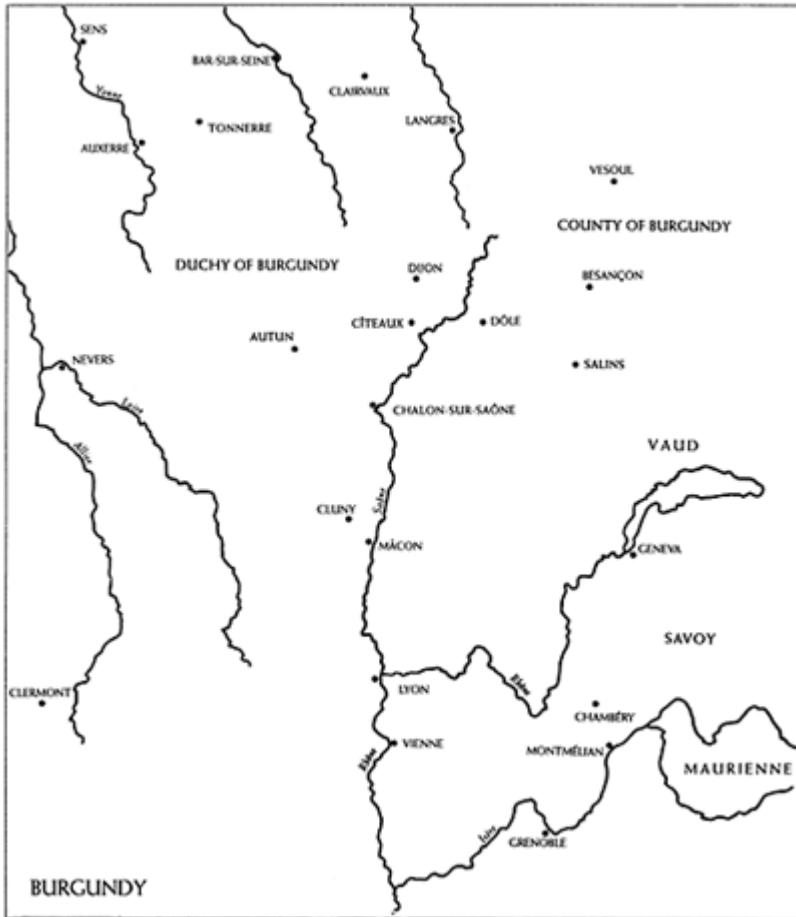 SENS
BAR-SUR-SEINE
CLAIRVAUX
Yonne
TONNERRE
LANGRES
AUXERRE
VESOUL
COUNTY OF BURGUNDY
DUCHY OF BURGUNDY
DIJON
BESANÇON
CÎTEAUX
DÔLE
AUTUN
NEVERS
SALINS
Loire
CHALON-SUR-SAÔNE
Allier
VAUD
Saône
CLUNY
MÂCON
GENEVA
SAVOY
Rhône
CLERMONT
LYON
CHAMBÉRY
VIENNE
MONTMÉLIAN
Rhône
MAURIENNE
Isère
GRENOBLE
BURGUNDY